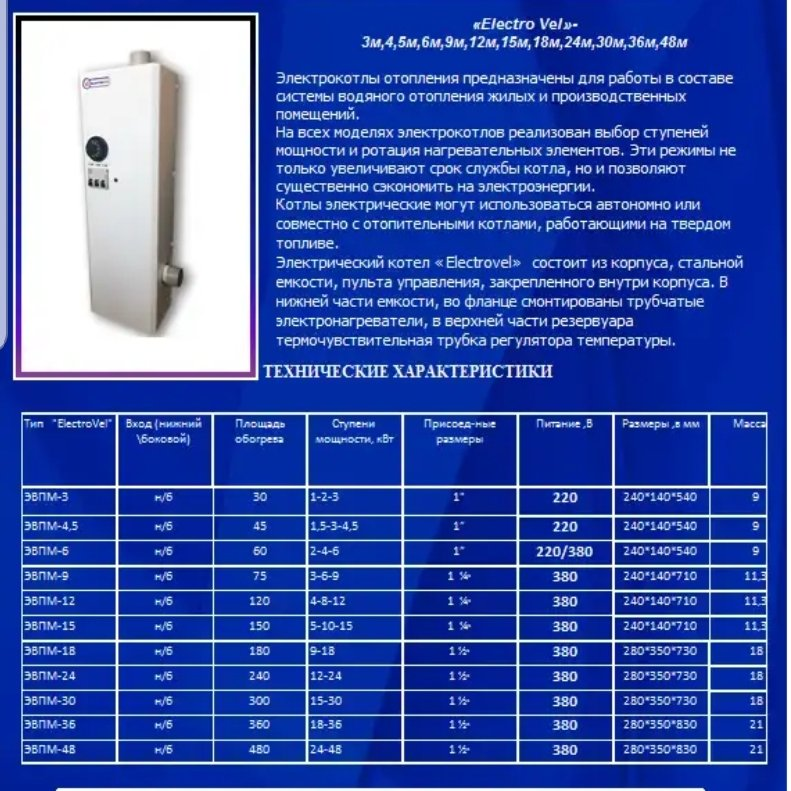 «Electro Vel»-
3м,4,5м,6м,9м,12м,15м,18м,24м,30м,36м,48м
Электрокотлы отопления предназначены для работы в составе
системы водяного отопления жилых и производственных
помещений.
На всех моделях электрокотлов реализован выбор ступеней
мощности и ротация нагревательных элементов. Эти режимы не
только увеличивают срок службы котла, но и позволяют
существенно сэкономить на электроэнергии.
Котлы электрические могут использоваться автономно или
совместно с отопительными котлами, работающими на твердом
топливе.
Электрический котел «Electrovel» состоит из корпуса, стальной
емкости, пульта управления, закрепленного внутри корпуса. В
нижней части емкости, во фланце смонтированы трубчатые
электронагреватели, в верхней части резервуара
термочувствительная трубка регулятора температуры.
ТЕХНИЧЕСКИЕ ХАРАКТЕРИСТИКИ
Тип "ElectroVel" Вход (нижний Площадь Ступени Присоед-ные Питание ,В Размеры ,в мм Масса
\боковой) обогрева мощности, кВт размеры
ЭВПМ-3 н/б 30 1-2-3 1" 220 240*140*540 9
ЭВПМ-4,5 н/б 45 1,5-3-4,5 1" 220 240*140*540 9
ЭВПМ-6 н/б 60 2-4-6 1" 220/380 240*140*540 9
ЭВПМ-9 н/б 75 3-6-9 1 ¼" 380 240*140*710 11,3
ЭВПМ-12 н/б 120 4-8-12 1 ¼" 380 240*140*710 11,3
ЭВПМ-15 н/б 150 5-10-15 1 ¼" 380 240*140*710 11,3
ЭВПМ-18 н/б 180 9-18 1 ½" 380 280*350*730 18
ЭВПМ-24 н/б 240 12-24 1 ½" 380 280*350*730 18
ЭВПМ-30 н/б 300 15-30 1 ½" 380 280*350*730 18
ЭВПМ-36 н/б 360 18-36 1 ½" 380 280*350*830 21
ЭВПМ-48 н/б 480 24-48 1 ½" 380 280*350*830 21